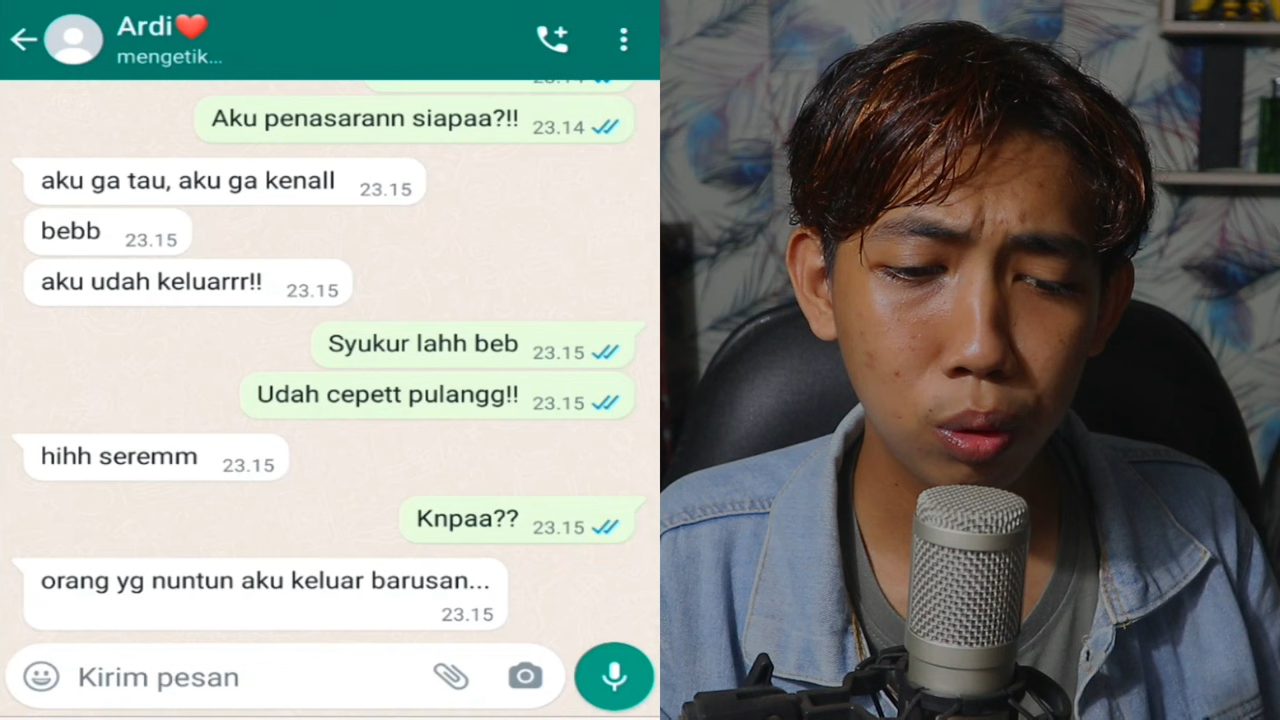 Ardi❤️
mengetik...
Aku penasarann siapaa?!! 23.14
aku ga tau, aku ga kenall 23.15
bebb 23.15
aku udah keluarrr!! 23.15
Syukur lahh beb 23.15
Udah cepett pulangg!! 23.15
hihh seremm 23.15
Knpaa?? 23.15
orang yg nuntun aku keluar barusan...
23.15
Kirim pesan